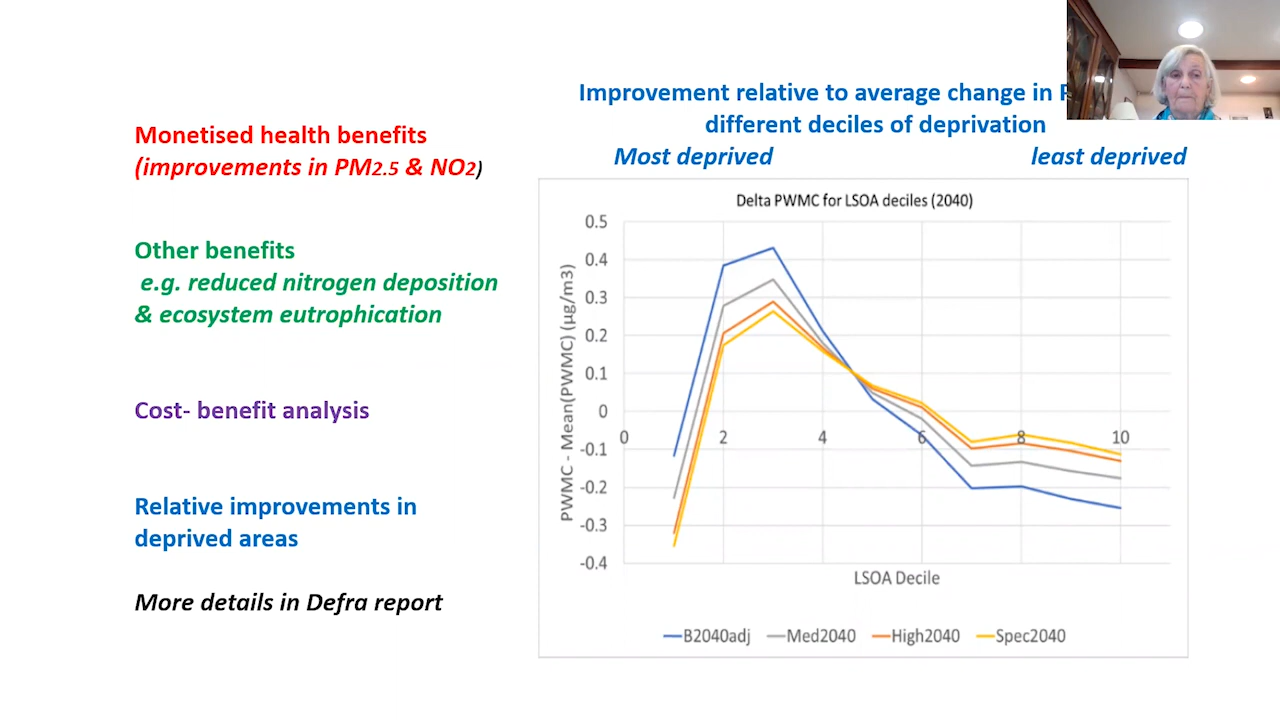 Monetised health benefits
(improvements in PM2.5 & NO2)
Other benefits
e.g. reduced nitrogen deposition
& ecosystem eutrophication
Cost- benefit analysis
Relative improvements in
deprived areas
More details in Defra report
Improvement relative to average change in
different deciles of deprivation
Most deprived least deprived
Delta PWMC for LSOA deciles (2040)
PWMC - Mean(PWMC) (µg/m3)
0.5
0.4
0.3
0.2
0.1
0
-0.1
-0.2
-0.3
-0.4
0 2 4 6 8 10
LSOA Decile
B2040adj Med2040 High2040 Spec2040